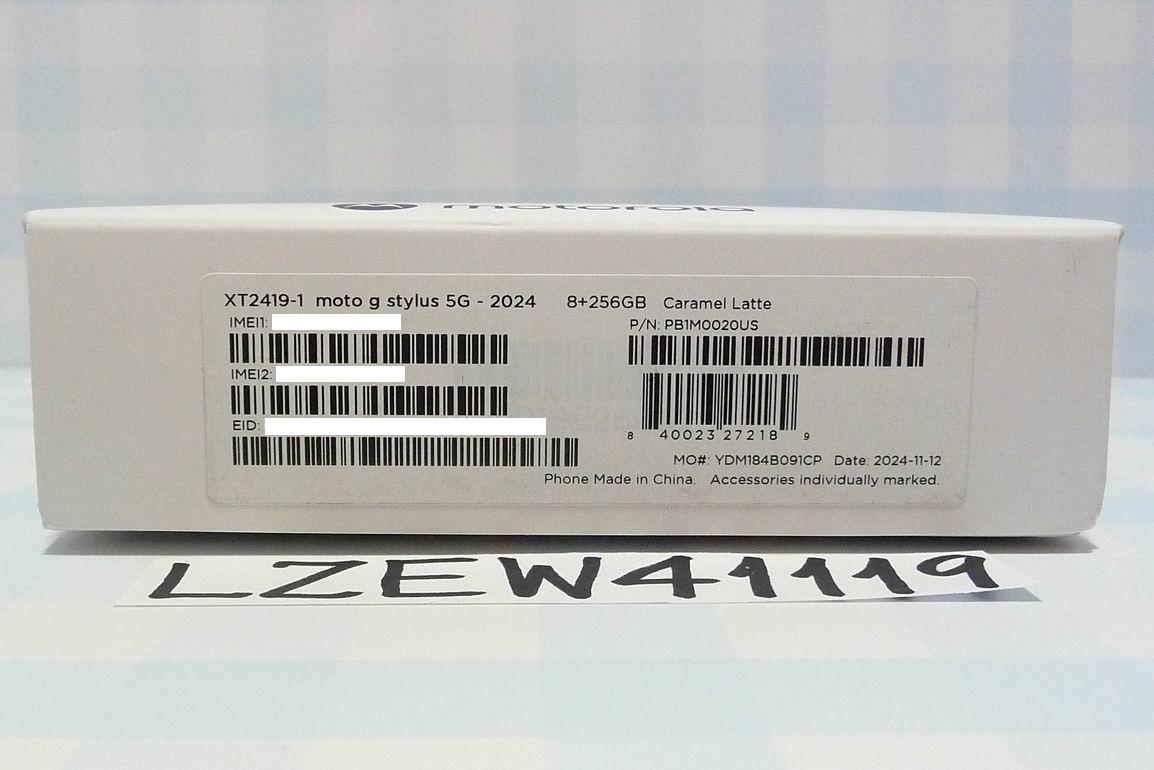 motorola
XT2419-1 moto g stylus 5G - 2024 8+256GB Caramel Latte
IMEI1:
P/N: PB1M0020US
IMEI2:
EID:
8 40023 27218 9
MO#: YDM184B091CP Date: 2024-11-12
Phone Made in China. Accessories individually marked.
LZEW41119